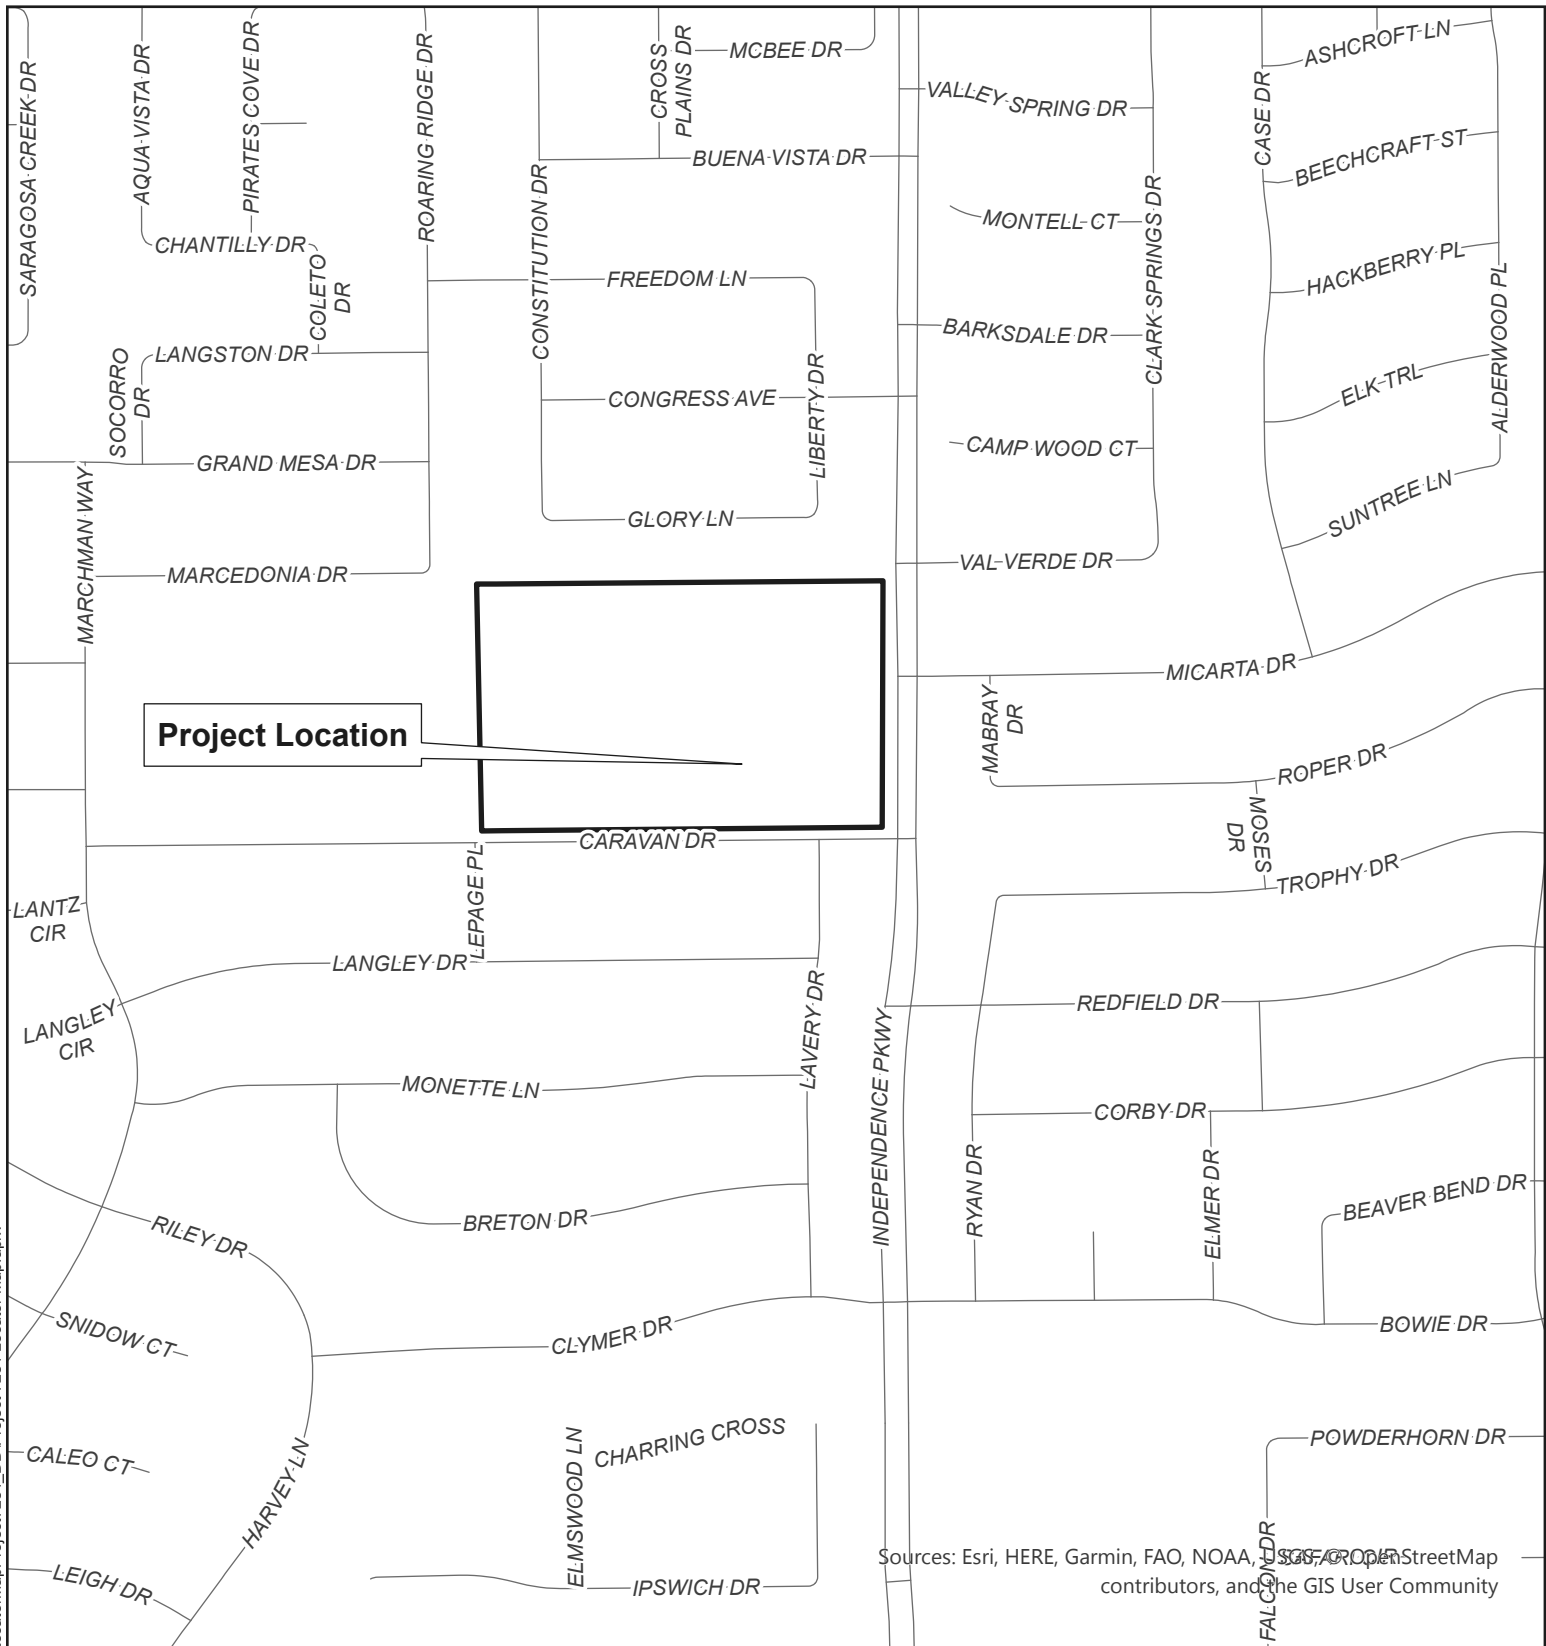 SARAGOSA CREEK DR
AQUA VISTA DR
PIRATES COVE DR
ROARING RIDGE DR
CROSS
PLAINS DR
MCBEE DR
VALLEY SPRING DR
CASE DR
ASHCROFT LN
BUENA VISTA DR
BEECHCRAFT ST
CONSTITUTION DR
CLARK SPRINGS DR
MONTELL CT
CHANTILLY DR
COLETO
DR
FREEDOM LN
HACKBERRY PL
ALDERWOOD PL
BARKSDALE DR
LANGSTON DR
SOCORRO
DR
LIBERTY DR
CONGRESS AVE
ELK TRL
CAMP WOOD CT
GRAND MESA DR
MARCHMAN WAY
GLORY LN
SUNTREE LN
VAL VERDE DR
MARCEDONIA DR
MICARTA DR
MABRAY
DR
Project Location
ROPER DR
MOSES
DR
CARAVAN DR
LEPAGE PL
TROPHY DR
LANTZ
CIR
LANGLEY DR
LANGLEY
CIR
LAVERY DR
INDEPENDENCE PKWY
REDFIELD DR
MONETTE LN
CORBY DR
RYAN DR
ELMER DR
BEAVER BEND DR
BRETON DR
RILEY DR
SNIDOW CT
CLYMER DR
BOWIE DR
CHARRING CROSS
ELMSWOOD LN
POWDERHORN DR
CALEO CT
HARVEY LN
LEIGH DR
IPSWICH DR
FALCON DR
Sources: Esri, HERE, Garmin, FAO, NOAA, USGS, © OpenStreetMap
contributors, and the GIS User Community